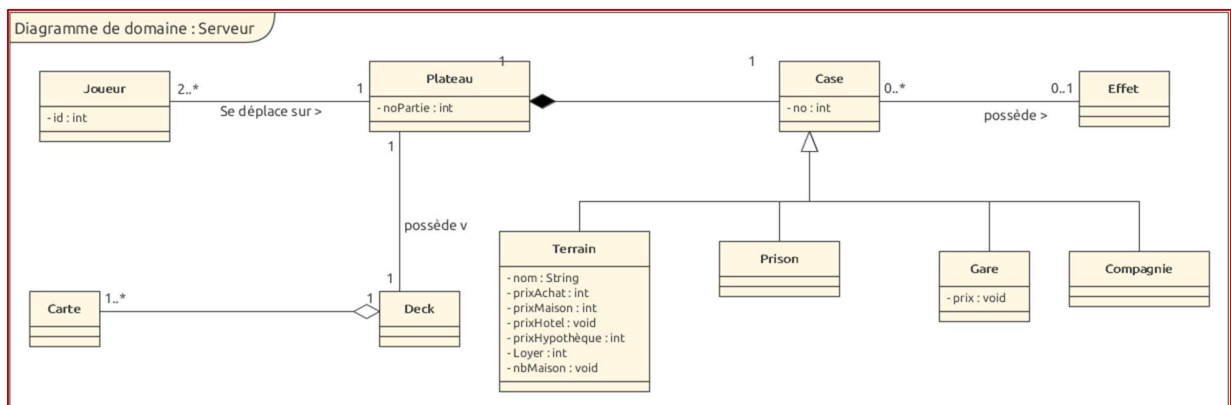 Diagramme de domaine : Serveur
Joueur
- id : int
2..*
Se déplace sur >
1
Plateau
- noPartie : int
1
1
Case
- no : int
0..*
possède >
0..1
Effet
1
possède v
1
Carte
1..*
1
Deck
Terrain
- nom : String
- prixAchat : int
- prixMaison : int
- prixHotel : void
- prixHypothèque : int
- Loyer : int
- nbMaison : void
Prison
Gare
- prix : void
Compagnie